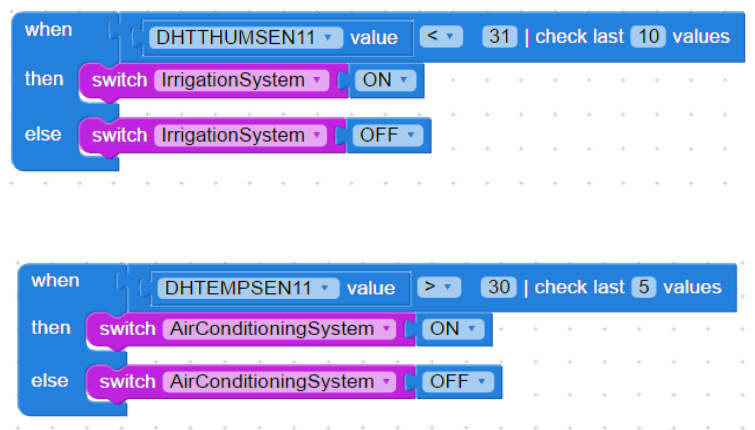 when DHTTHUMSEN11 value < 31 | check last 10 values
then switch IrrigationSystem ON
else switch IrrigationSystem OFF
when DHTEMPSEN11 value > 30 | check last 5 values
then switch AirConditioningSystem ON
else switch AirConditioningSystem OFF